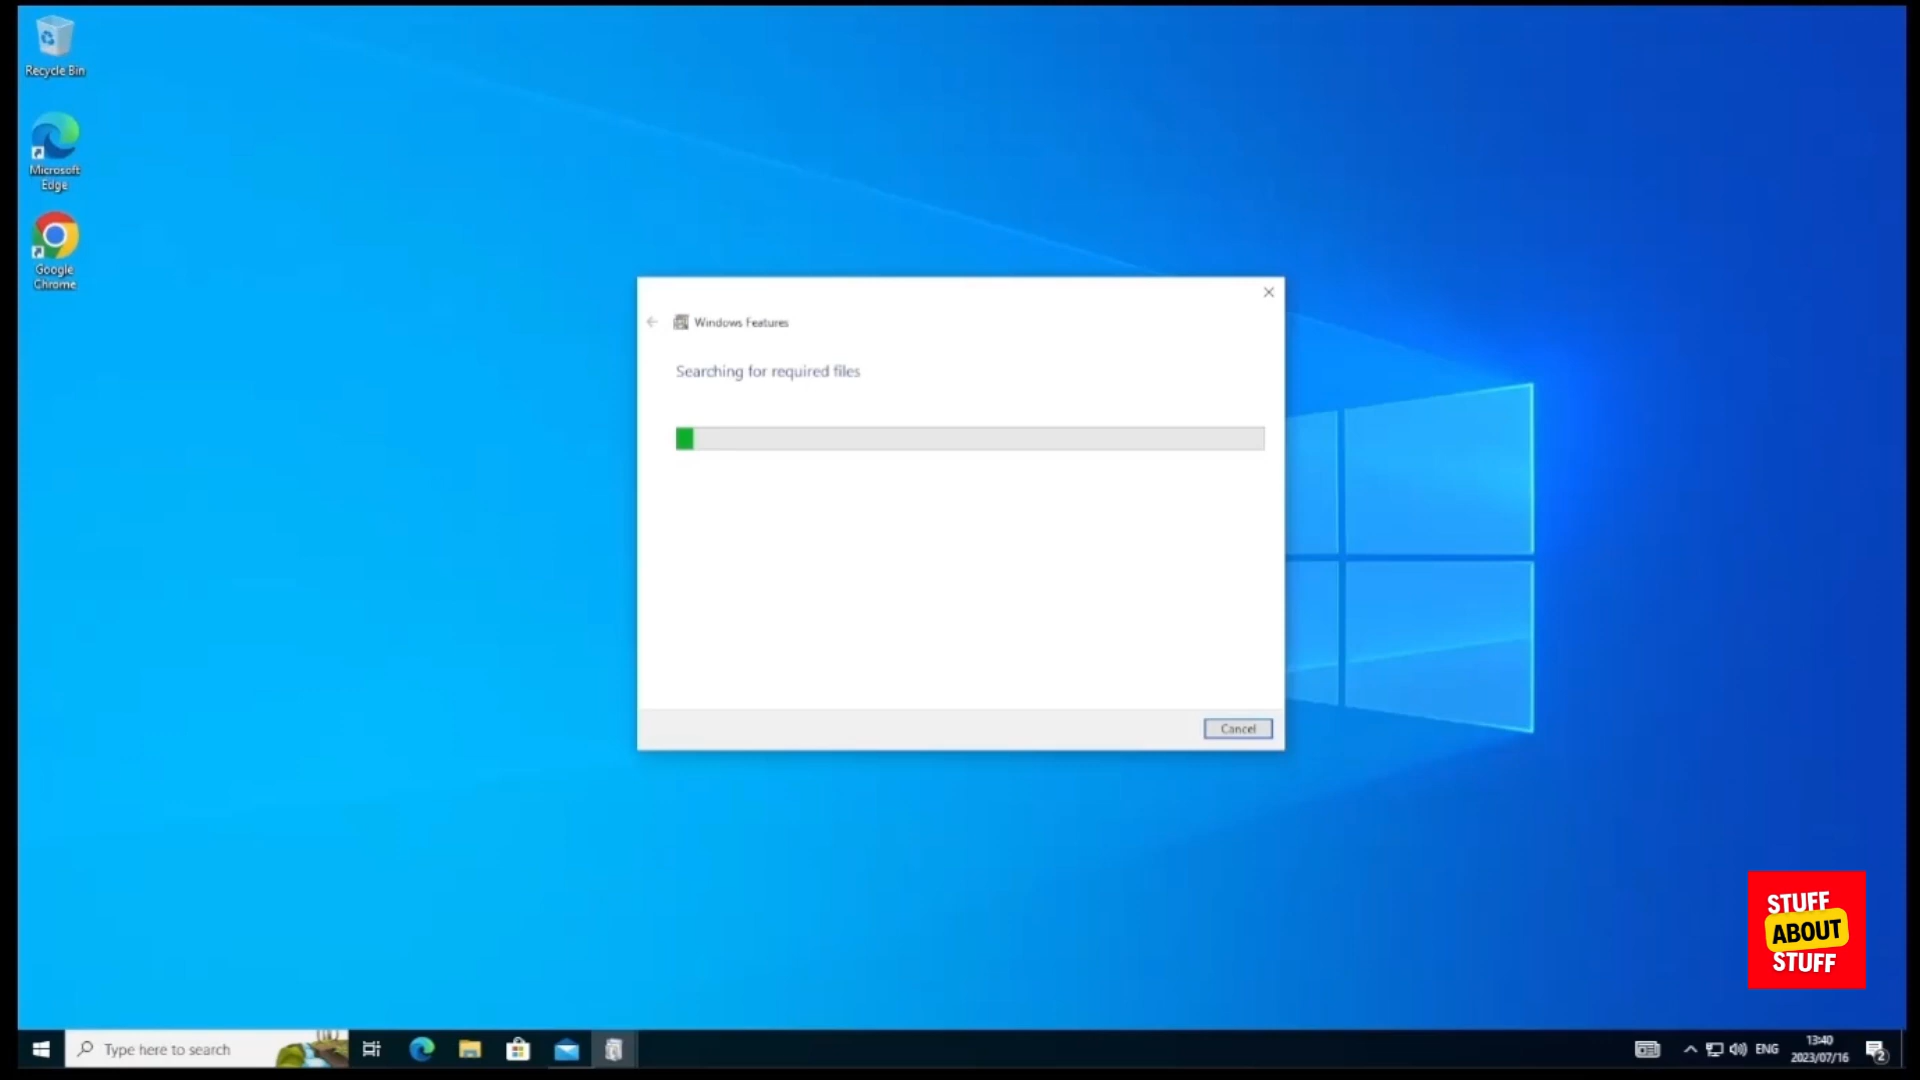 Recycle Bin
Microsoft
Edge
Google
Chrome
Windows Features
Searching for required files
Cancel
STUFF
ABOUT
STUFF
Type here to search
ENG
13:40
2023/07/16
2